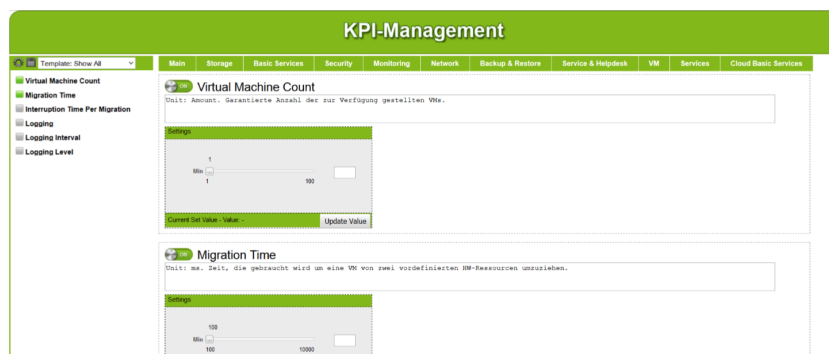 KPI-Management
Template: Show All
Main Storage Basic Services Security Monitoring Network Backup & Restore Service & Helpdesk VM Services Cloud Basic Services
Virtual Machine Count
Migration Time
Interruption Time Per Migration
Logging
Logging Interval
Logging Level
ON Virtual Machine Count
Unit: Amount. Garantierte Anzahl der zur Verfügung gestellten VMs.
Settings
1
Min
1 100
Current Set Value - Value: -
Update Value
ON Migration Time
Unit: ms. Zeit, die gebraucht wird um eine VM von zwei vordefinierten HW-Ressourcen umzuziehen.
Settings
100
Min
100 10000